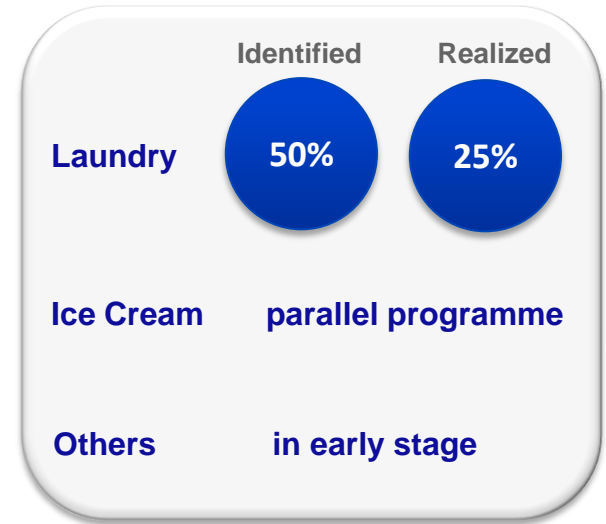 Identified Realized
Laundry 50% 25%
Ice Cream parallel programme
Others in early stage